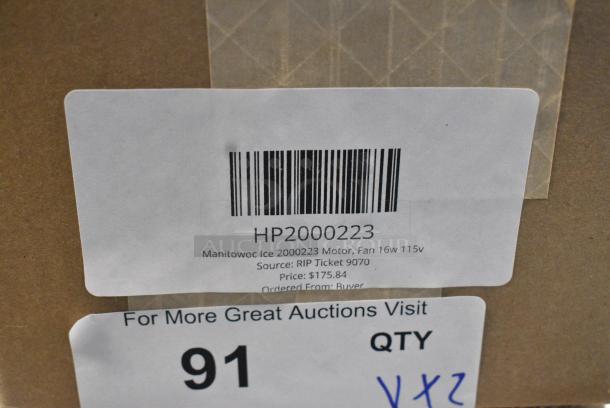 HP2000223
Manitowoc Ice 2000223 Motor, Fan 16w 115v
Source: RIP Ticket 9070
Price: $175.84
Ordered From: Buyer
For More Great Auctions Visit
91
QTY
VX2